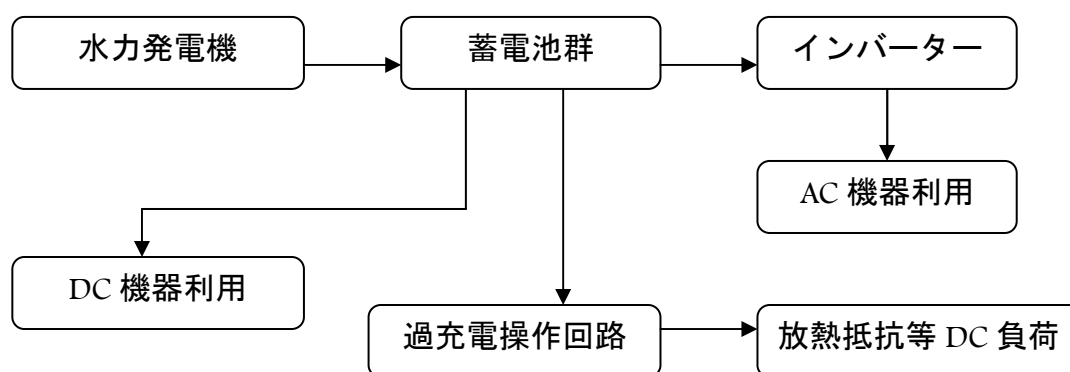 水力発電機
蓄電池群
インバーター
AC 機器利用
DC 機器利用
過充電操作回路
放熱抵抗等 DC 負荷